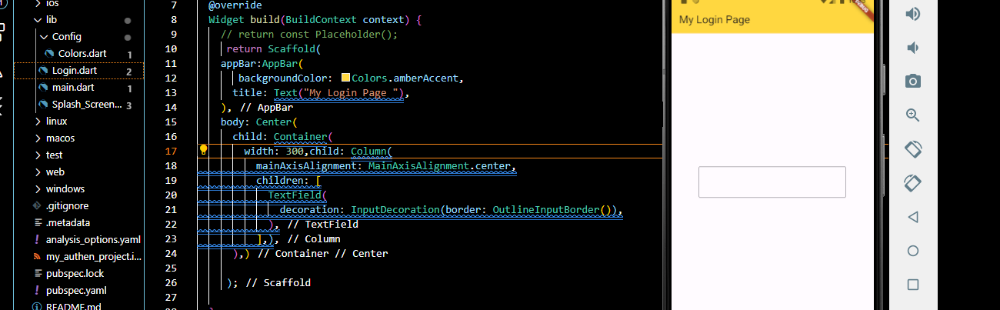 ios
lib
Config
Colors.dart 1
Login.dart 2
main.dart 1
Splash_Screen... 3
linux
macos
test
web
windows
.gitignore
.metadata
analysis_options.yaml
my_authen_project.i...
pubspec.lock
pubspec.yaml
README.md
7 @override
8 Widget build(BuildContext context) {
9 // return const Placeholder();
10 return Scaffold(
11 appBar:AppBar(
12 backgroundColor: Colors.amberAccent,
13 title: Text("My Login Page "),
14 ), // AppBar
15 body: Center(
16 child: Container(
17 width: 300,child: Column(
18 mainAxisAlignment: MainAxisAlignment.center,
19 children: [
20 TextField(
21 decoration: InputDecoration(border: OutlineInputBorder()),
22 ), // TextField
23 ],), // Column
24 ),) // Container // Center
25
26 ); // Scaffold
27
My Login Page